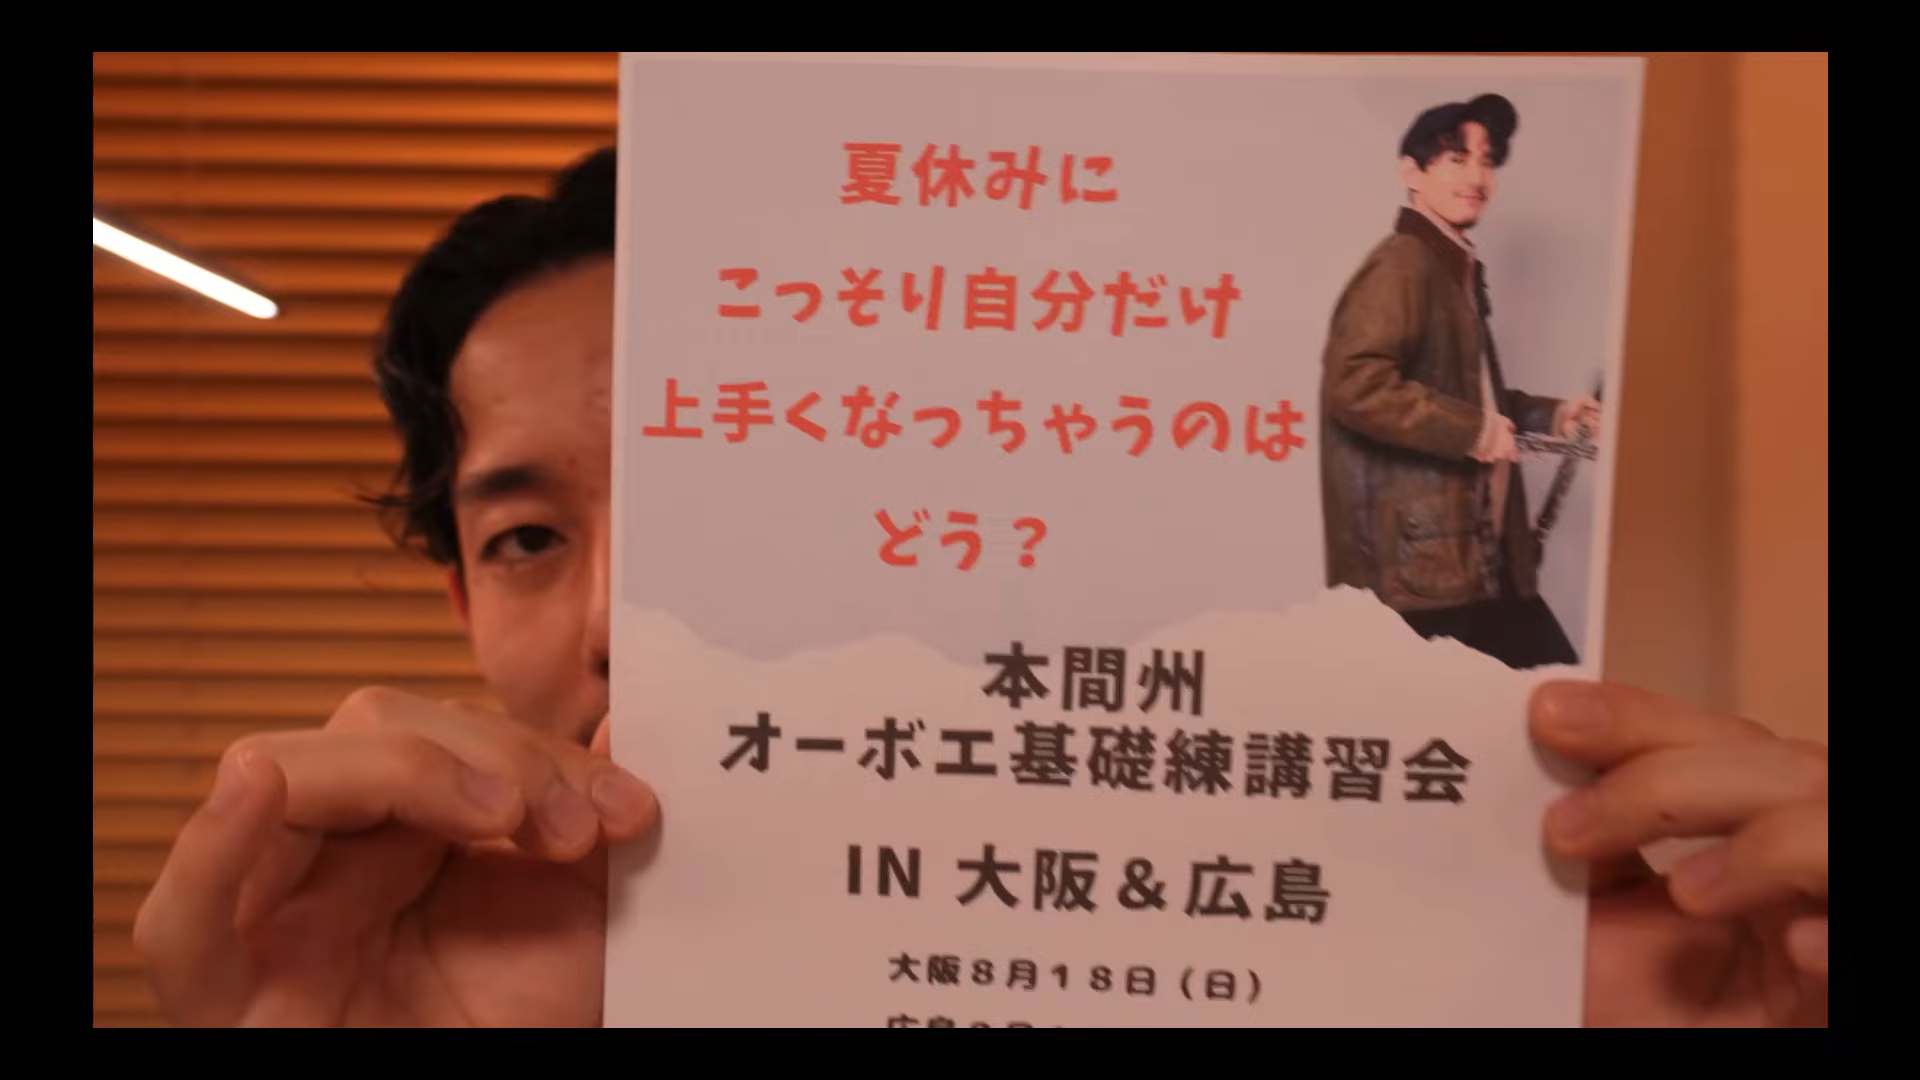 夏休みに
こっそり自分だけ
上手くなっちゃうのは
どう？
本間州
オーボエ基礎練講習会
IN 大阪＆広島
大阪８月１８日（日）